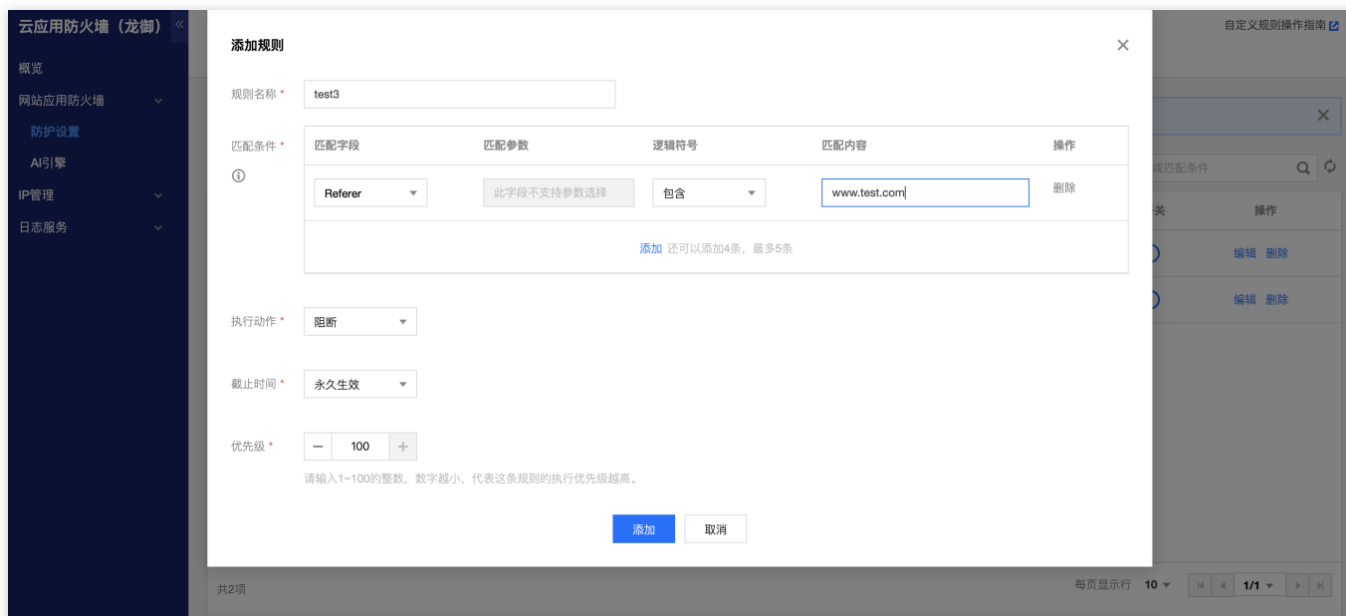 云应用防火墙（龙御） «
自定义规则操作指南
概览
网站应用防火墙
防护设置
AI引擎
IP管理
日志服务
添加规则
规则名称 * test3
匹配条件 *
匹配字段 匹配参数 逻辑符号 匹配内容 操作
Referer 此字段不支持参数选择 包含 www.test.com 删除
添加 还可以添加4条，最多5条
执行动作 * 阻断
截止时间 * 永久生效
优先级 * － 100 +
请输入1-100的整数，数字越小，代表这条规则的执行优先级越高。
添加 取消
或匹配条件
关 操作
编辑 删除
编辑 删除
共2项
每页显示行 10 1/1